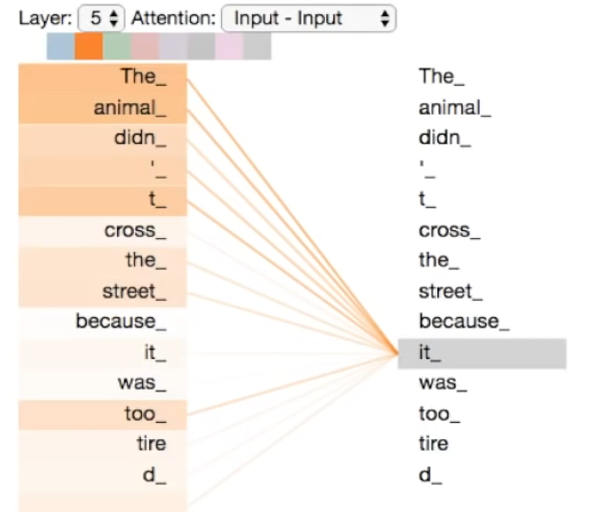 Layer: 5 Attention: Input - Input
The_ The_
animal_ animal_
didn_ didn_
'_ '_
t_ t_
cross_ cross_
the_ the_
street_ street_
because_ because_
it_ it_
was_ was_
too_ too_
tire tire
d_ d_